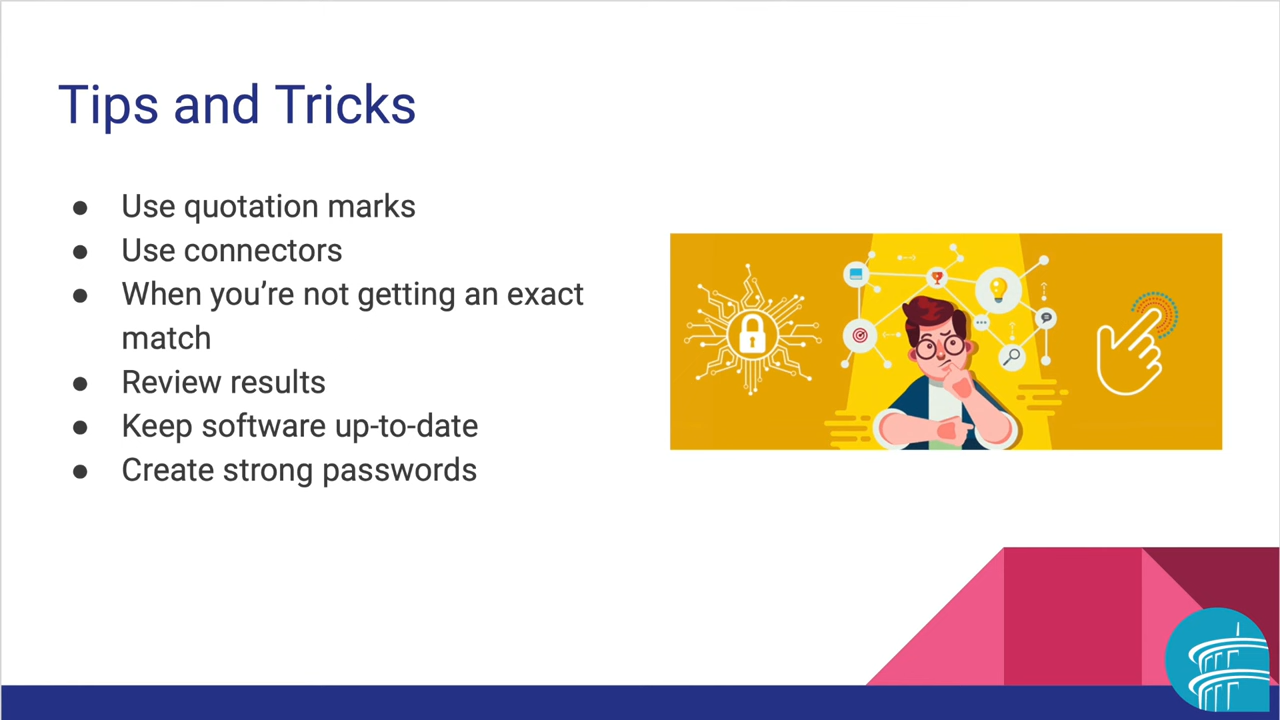 Tips and Tricks
● Use quotation marks
● Use connectors
● When you’re not getting an exact
match
● Review results
● Keep software up-to-date
● Create strong passwords